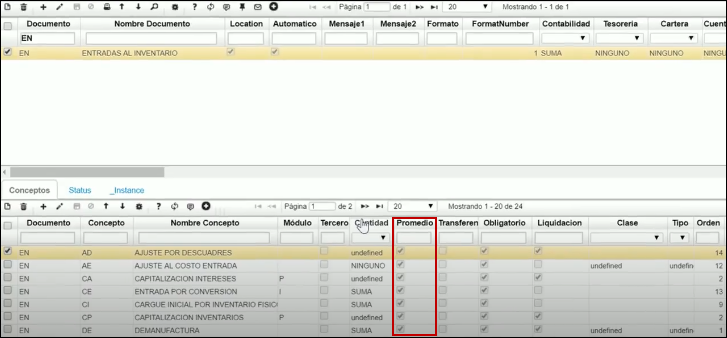 Página 1 de 1 20 Mostrando 1 - 1 de 1
Documento Nombre Documento Location Automatico Mensaje1 Mensaje2 Formato FormatNumber Contabilidad Tesoreria Cartera Cuent
EN
EN ENTRADAS AL INVENTARIO 1 SUMA NINGUNO NINGUNO NINGU
Conceptos Status _Instance
Página 1 de 2 20 Mostrando 1 - 20 de 24
Documento Concepto Nombre Concepto Módulo Tercero Cantidad Promedio Transferen Obligatorio Liquidacion Clase Tipo Orden
EN AD AJUSTE POR DESCUADRES undefined 14
EN AE AJUSTE AL COSTO ENTRADA NINGUNO undefined undefin 12
EN CA CAPITALIZACION INTERESES P undefined 2
EN CE ENTRADA POR CONVERSION I SUMA 13
EN CI CARGUE INICIAL POR INVENTARIO FISICO SUMA 9
EN CP CAPITALIZACION INVENTARIOS P undefined 2
EN DE DEMANUFACTURA SUMA undefined undefin 1